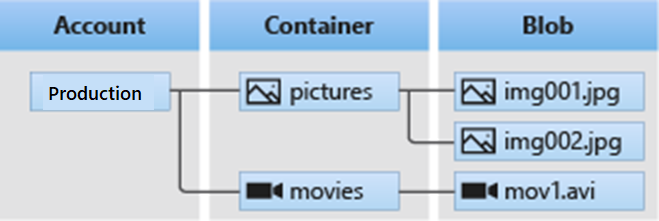 Account Container Blob
Production pictures img001.jpg
img002.jpg
movies mov1.avi